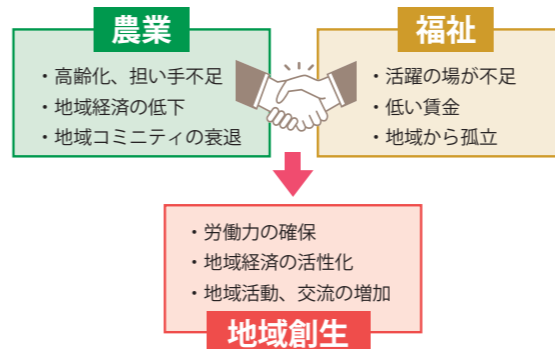 農業
・高齢化、担い手不足
・地域経済の低下
・地域コミニティの衰退
福祉
・活躍の場が不足
・低い賃金
・地域から孤立
・労働力の確保
・地域経済の活性化
・地域活動、交流の増加
地域創生